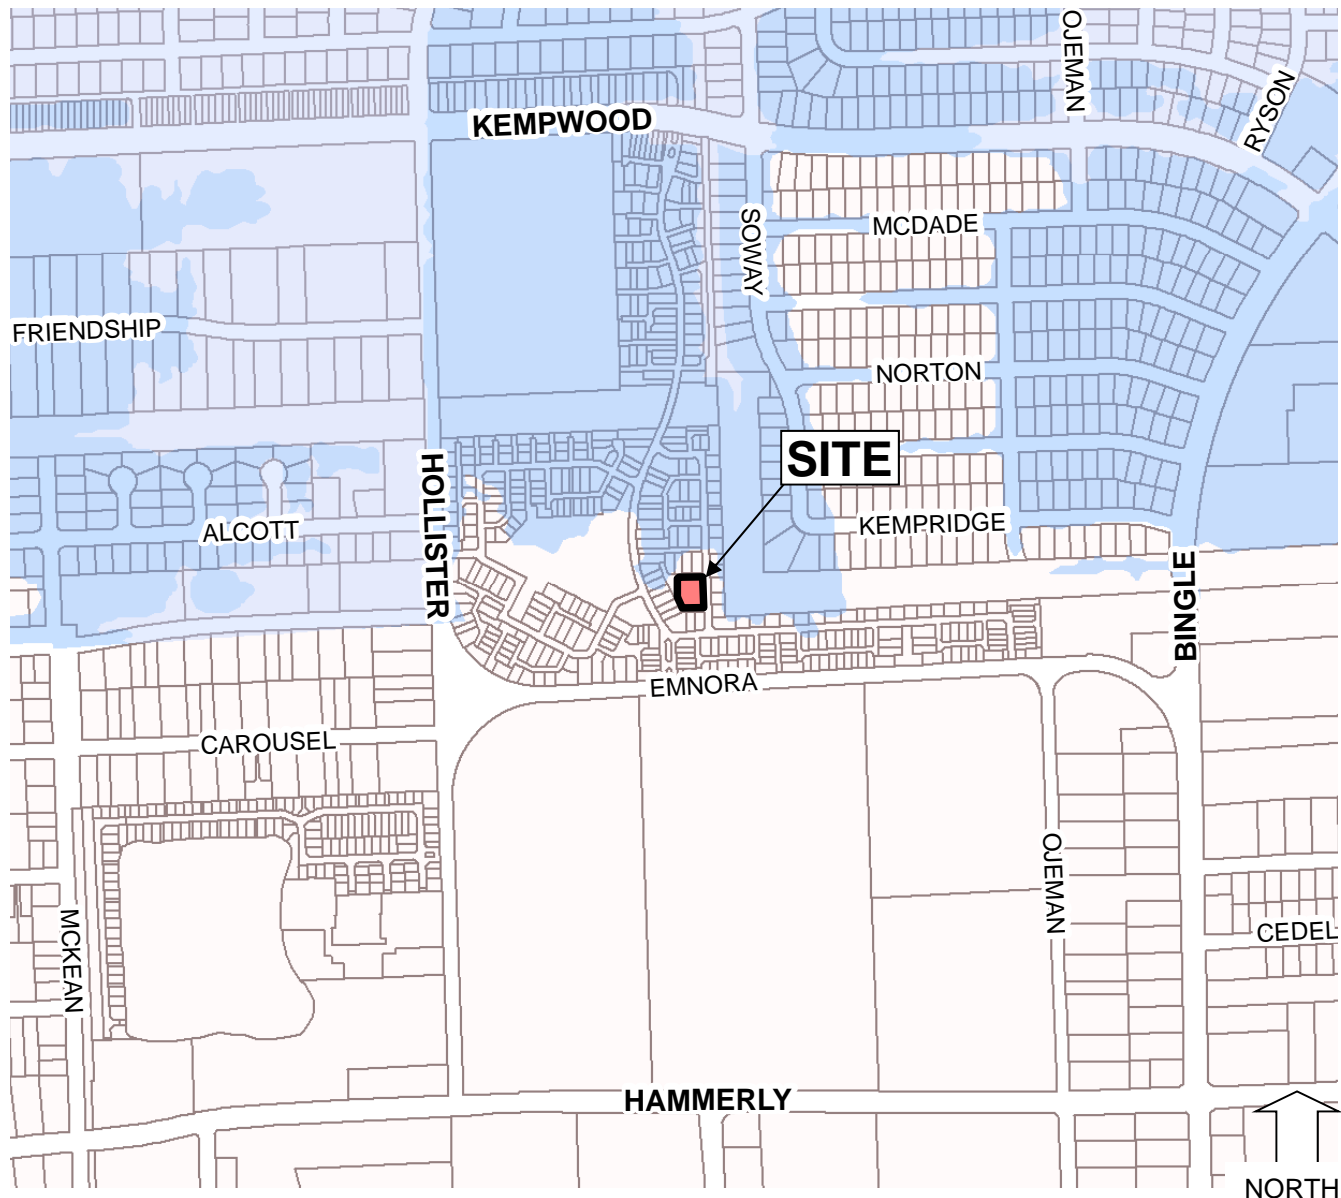 OJEMAN
RYSON
KEMPWOOD
SOWAY
MCDADE
FRIENDSHIP
NORTON
SITE
HOLLISTER
ALCOTT
KEMPRIDGE
BINGLE
EMNORA
CAROUSEL
OJEMAN
MCKEAN
CEDEL
HAMMERLY
NORTH